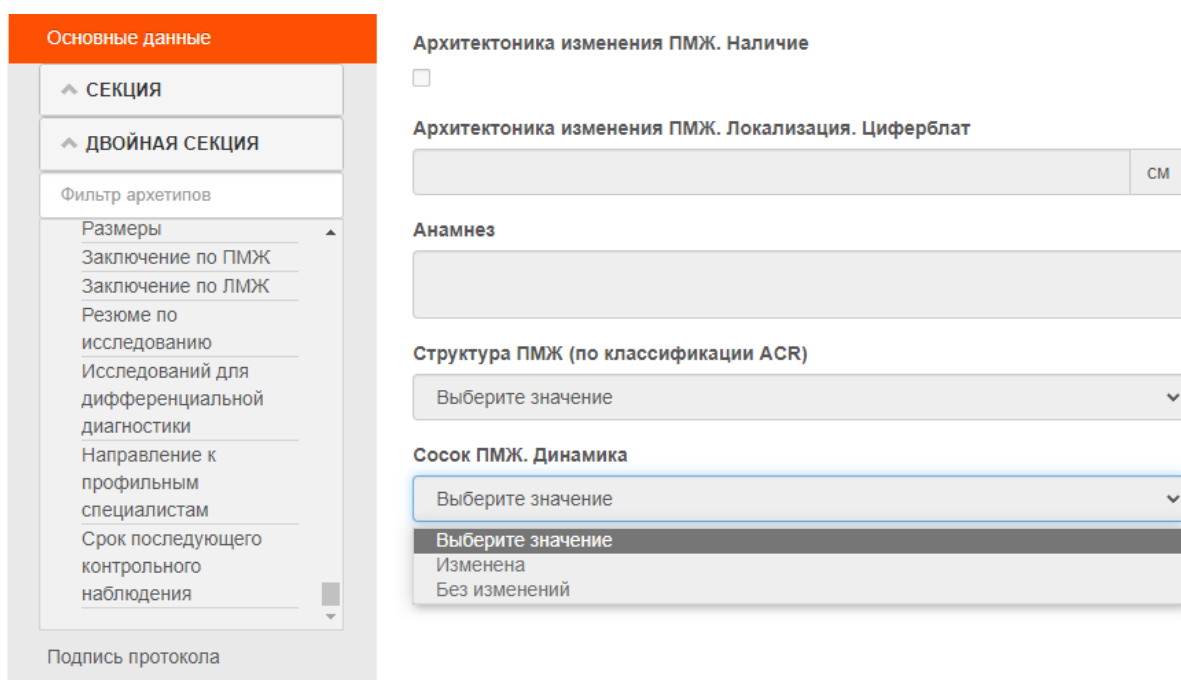 Основные данные
СЕКЦИЯ
ДВОЙНАЯ СЕКЦИЯ
Фильтр архетипов
Размеры
Заключение по ПМЖ
Заключение по ЛМЖ
Резюме по
исследованию
Исследований для
дифференциальной
диагностики
Направление к
профильным
специалистам
Срок последующего
контрольного
наблюдения
Подпись протокола
Архитектоника изменения ПМЖ. Наличие
Архитектоника изменения ПМЖ. Локализация. Циферблат
см
Анамнез
Структура ПМЖ (по классификации ACR)
Выберите значение
Сосок ПМЖ. Динамика
Выберите значение
Выберите значение
Изменена
Без изменений